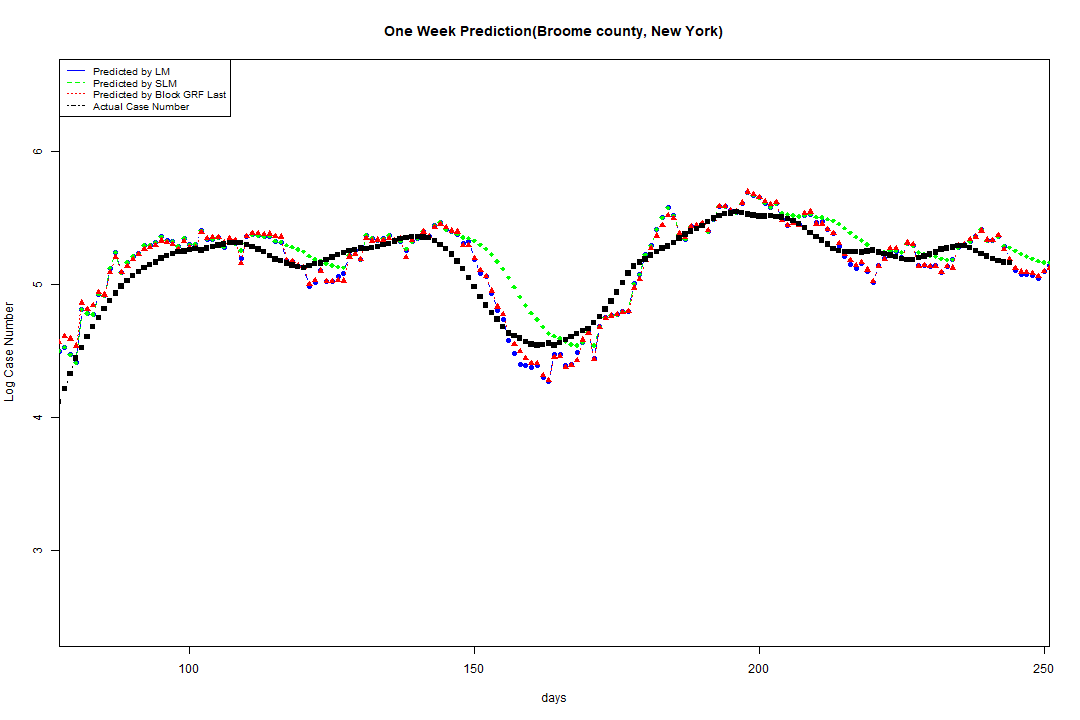 One Week Prediction(Broome county, New York)
Predicted by LM
Predicted by SLM
Predicted by Block GRF Last
Actual Case Number
6
5
4
3
Log Case Number
100 150 200 250
days